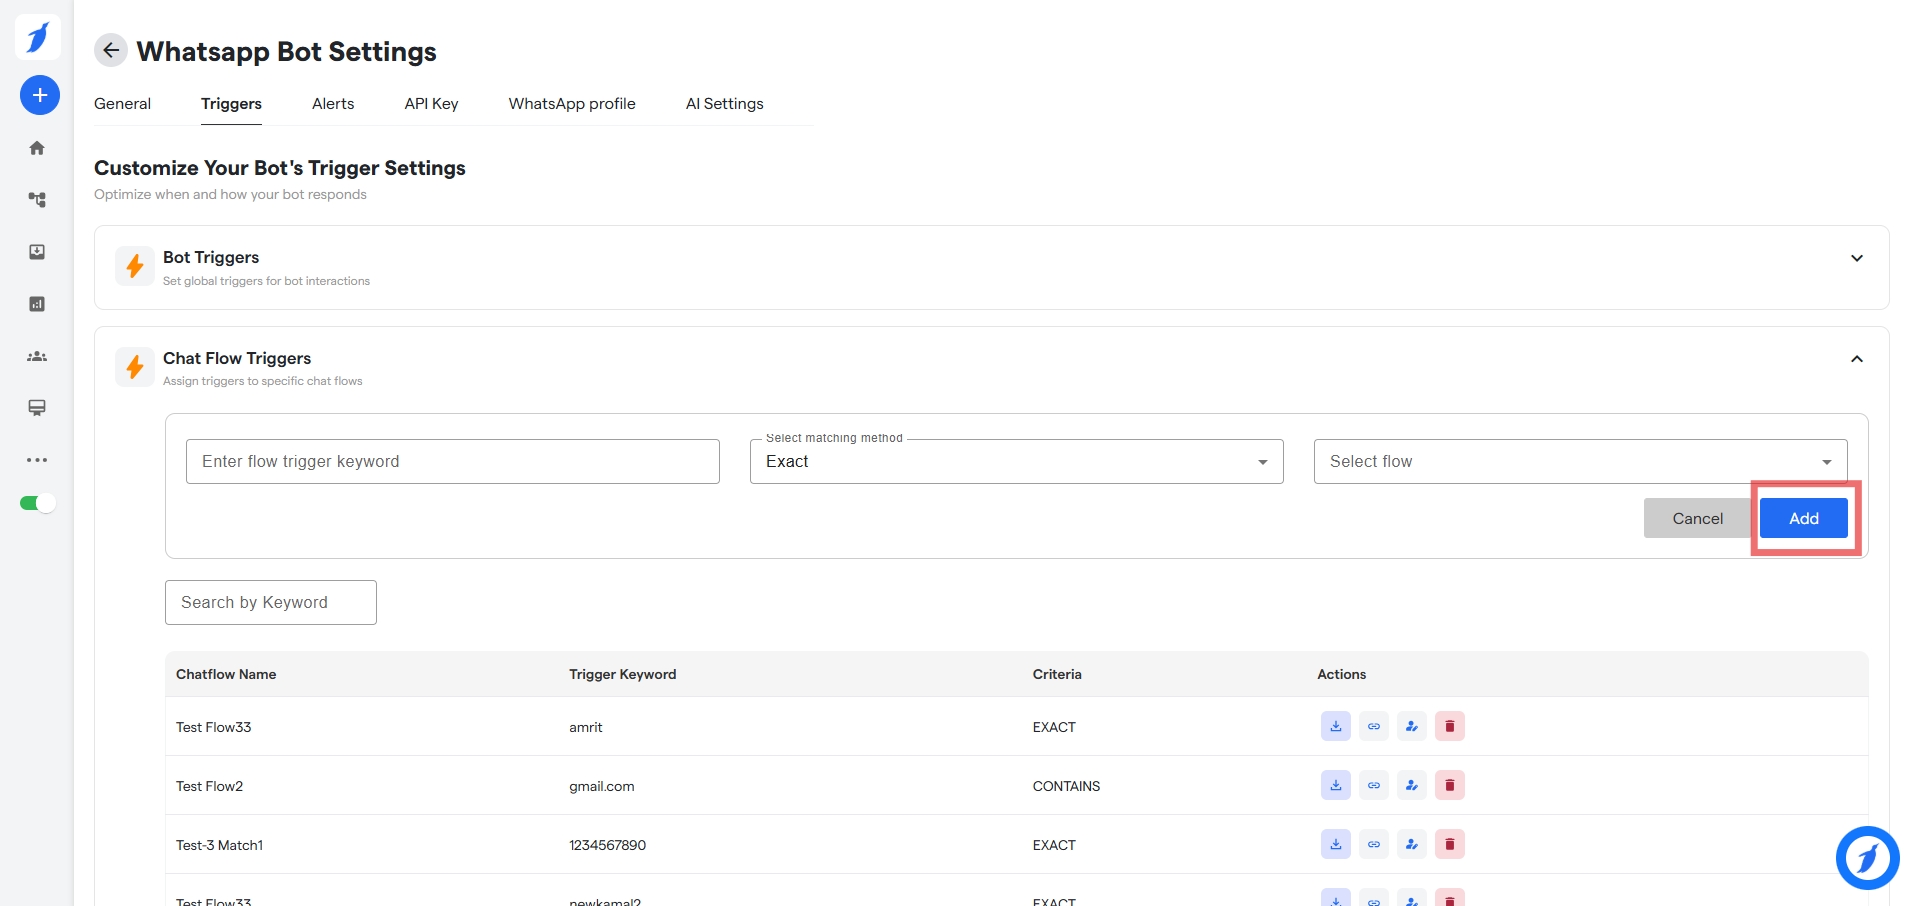 Whatsapp Bot Settings
General Triggers Alerts API Key WhatsApp profile AI Settings
Customize Your Bot's Trigger Settings
Optimize when and how your bot responds
Bot Triggers
Set global triggers for bot interactions
Chat Flow Triggers
Assign triggers to specific chat flows
Select matching method
Enter flow trigger keyword Exact Select flow
Cancel Add
Search by Keyword
Chatflow Name Trigger Keyword Criteria Actions
Test Flow33 amrit EXACT
Test Flow2 gmail.com CONTAINS
Test-3 Match1 1234567890 EXACT
Test Flow33 newkamal2 EXACT